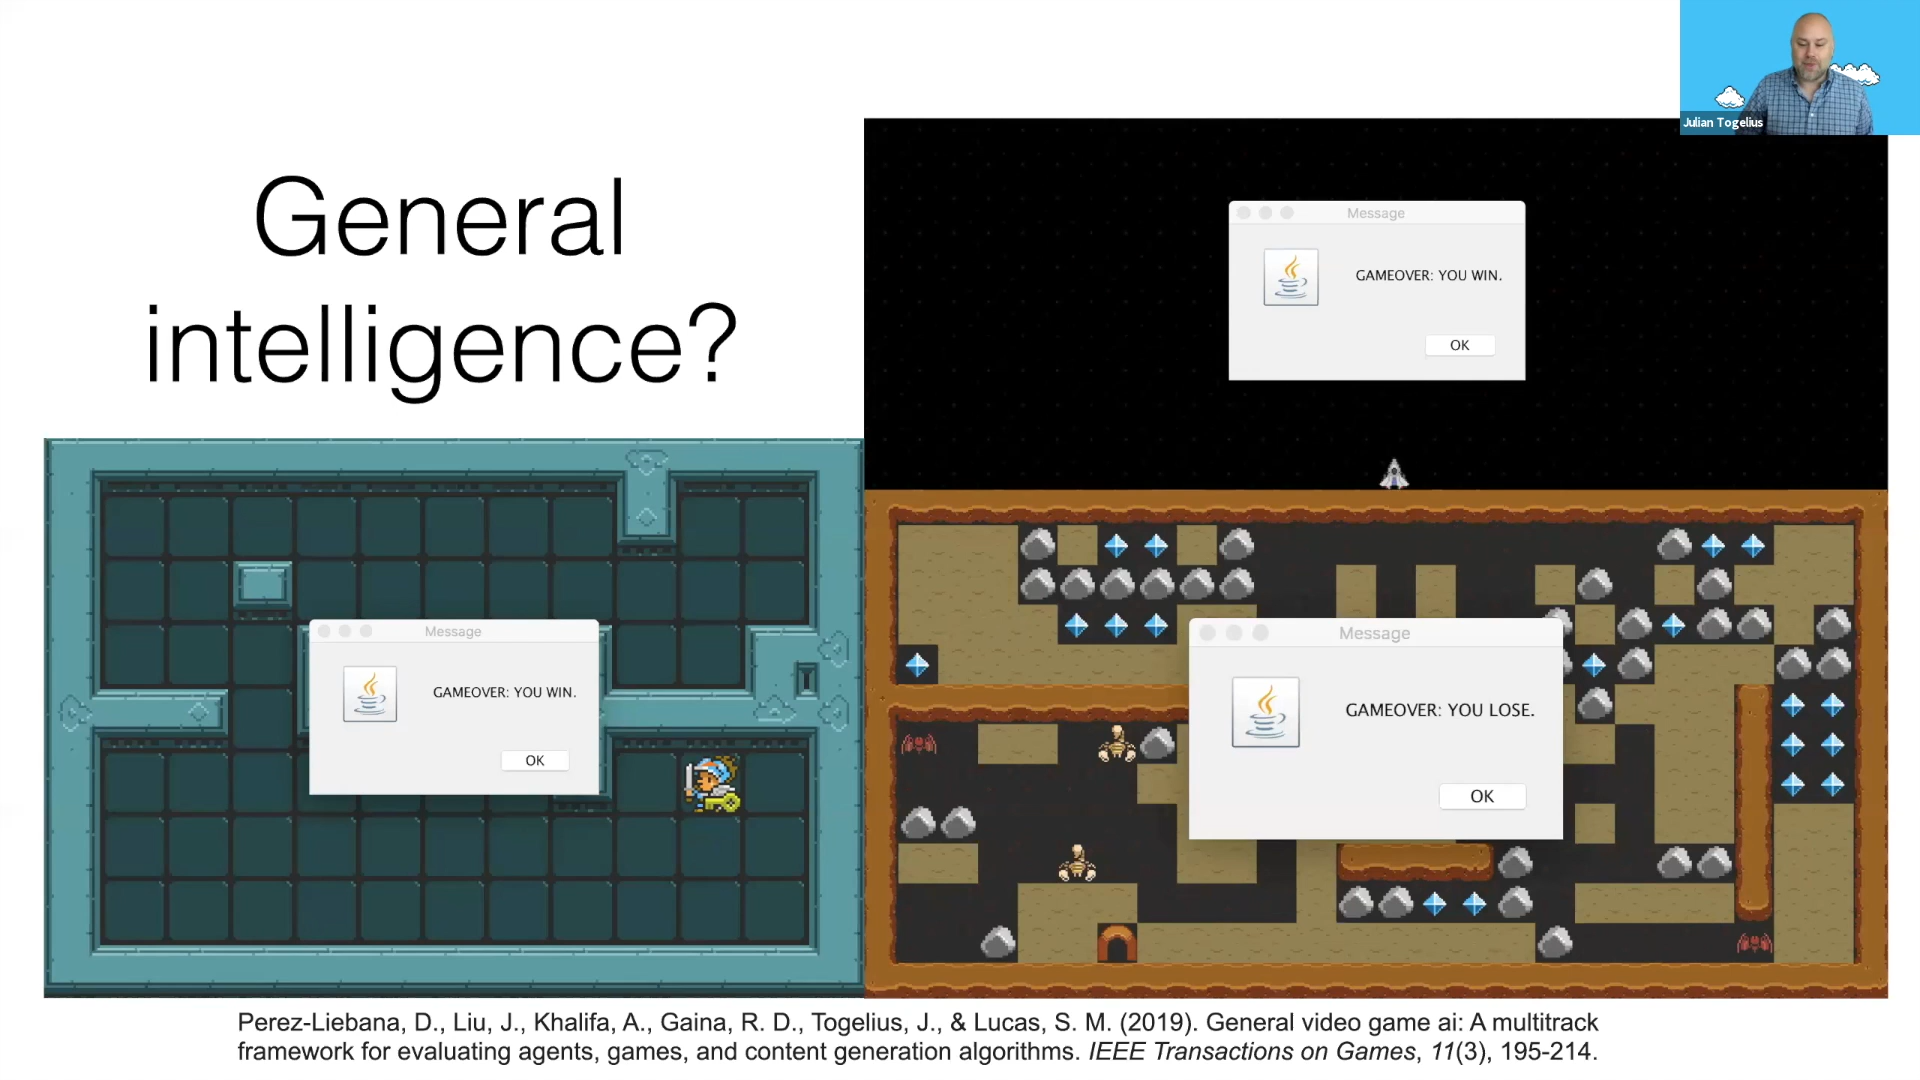 Julian Togelius
General
intelligence?
Message
GAMEOVER: YOU WIN.
OK
Message
GAMEOVER: YOU WIN.
OK
Message
GAMEOVER: YOU LOSE.
OK
Perez-Liebana, D., Liu, J., Khalifa, A., Gaina, R. D., Togelius, J., & Lucas, S. M. (2019). General video game ai: A multitrack
framework for evaluating agents, games, and content generation algorithms. IEEE Transactions on Games, 11(3), 195-214.